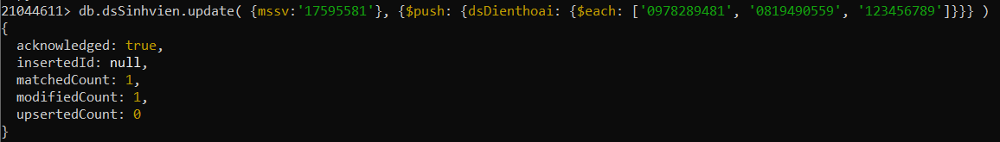 21044611> db.dsSinhvien.update( {mssv:'17595581'}, {$push: {dsDienthoai: {$each: ['0978289481', '0819490559', '123456789']}}} )
{
  acknowledged: true,
  insertedId: null,
  matchedCount: 1,
  modifiedCount: 1,
  upsertedCount: 0
}